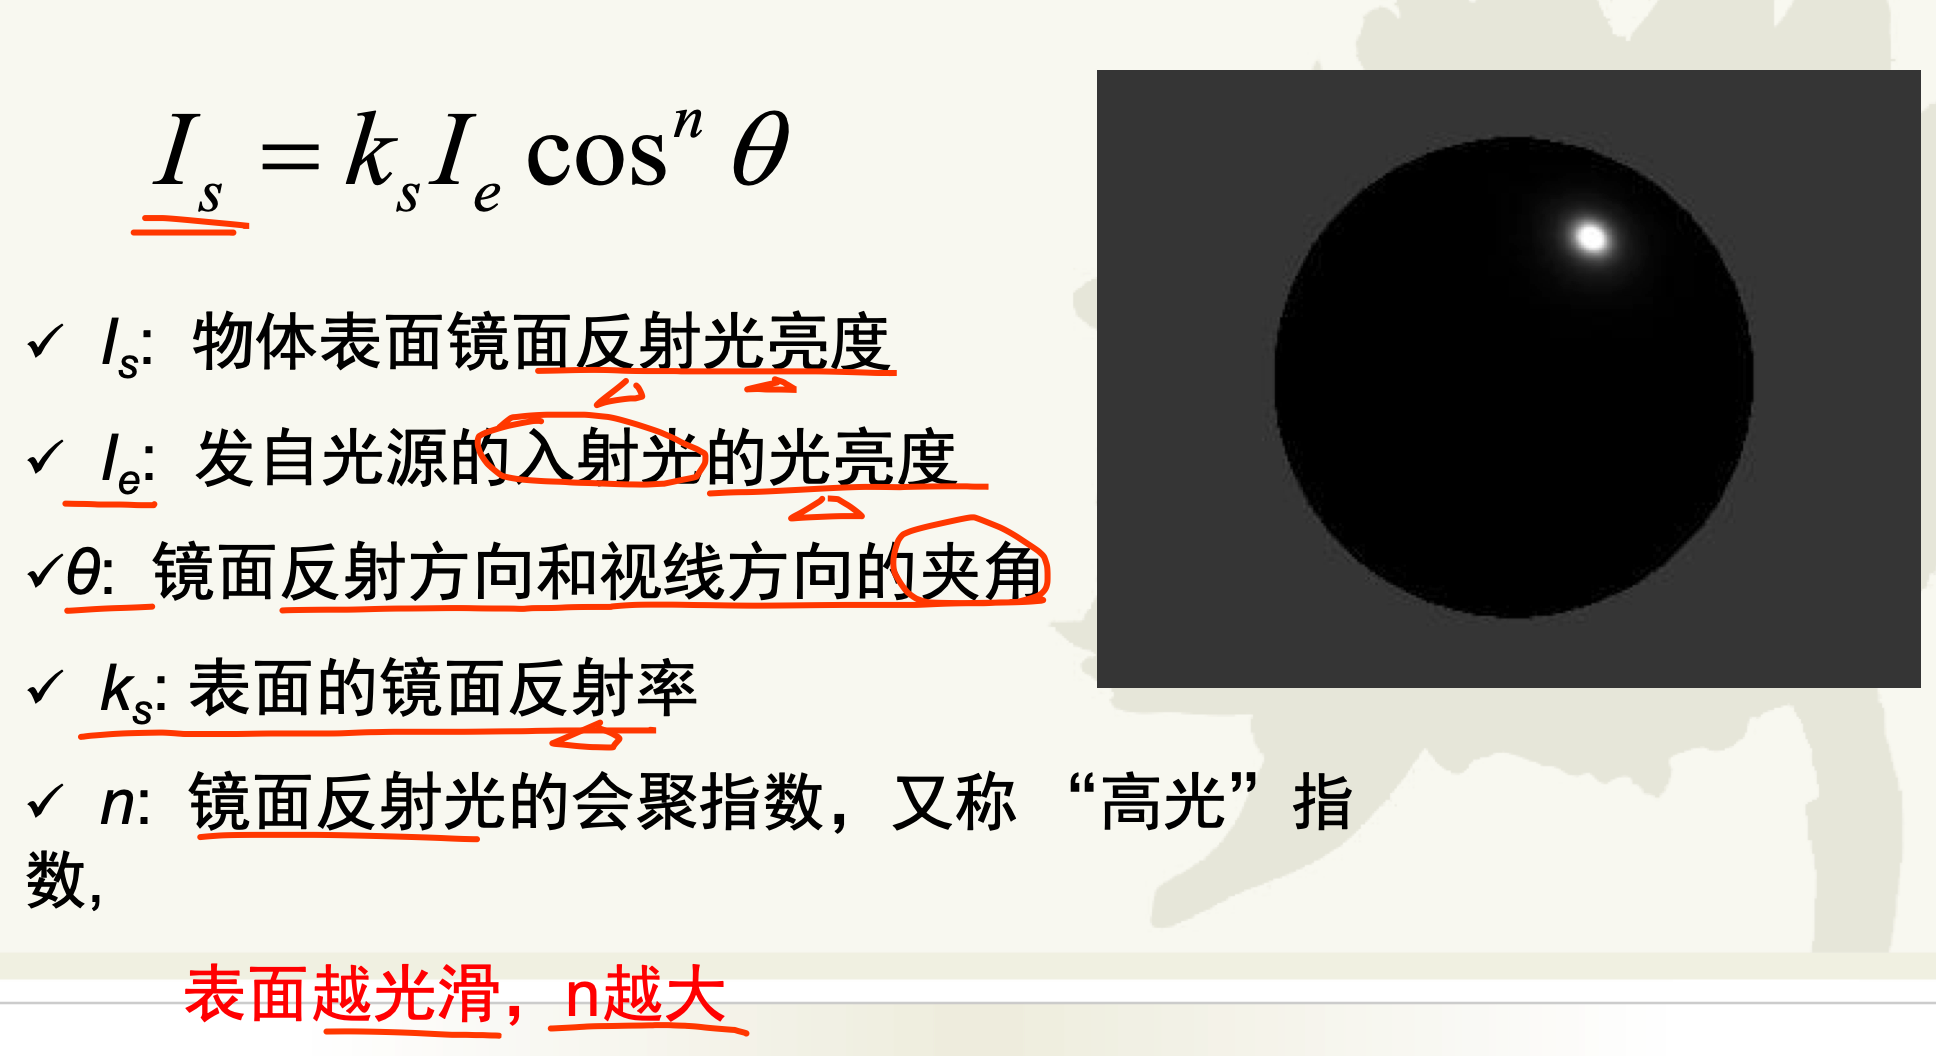 I_s = k_s I_e cos^n θ
✓ I_s: 物体表面镜面反射光亮度
✓ I_e: 发自光源的入射光的光亮度
✓θ: 镜面反射方向和视线方向的夹角
✓ k_s: 表面的镜面反射率
✓ n: 镜面反射光的会聚指数，又称 “高光”指
数,
表面越光滑，n越大